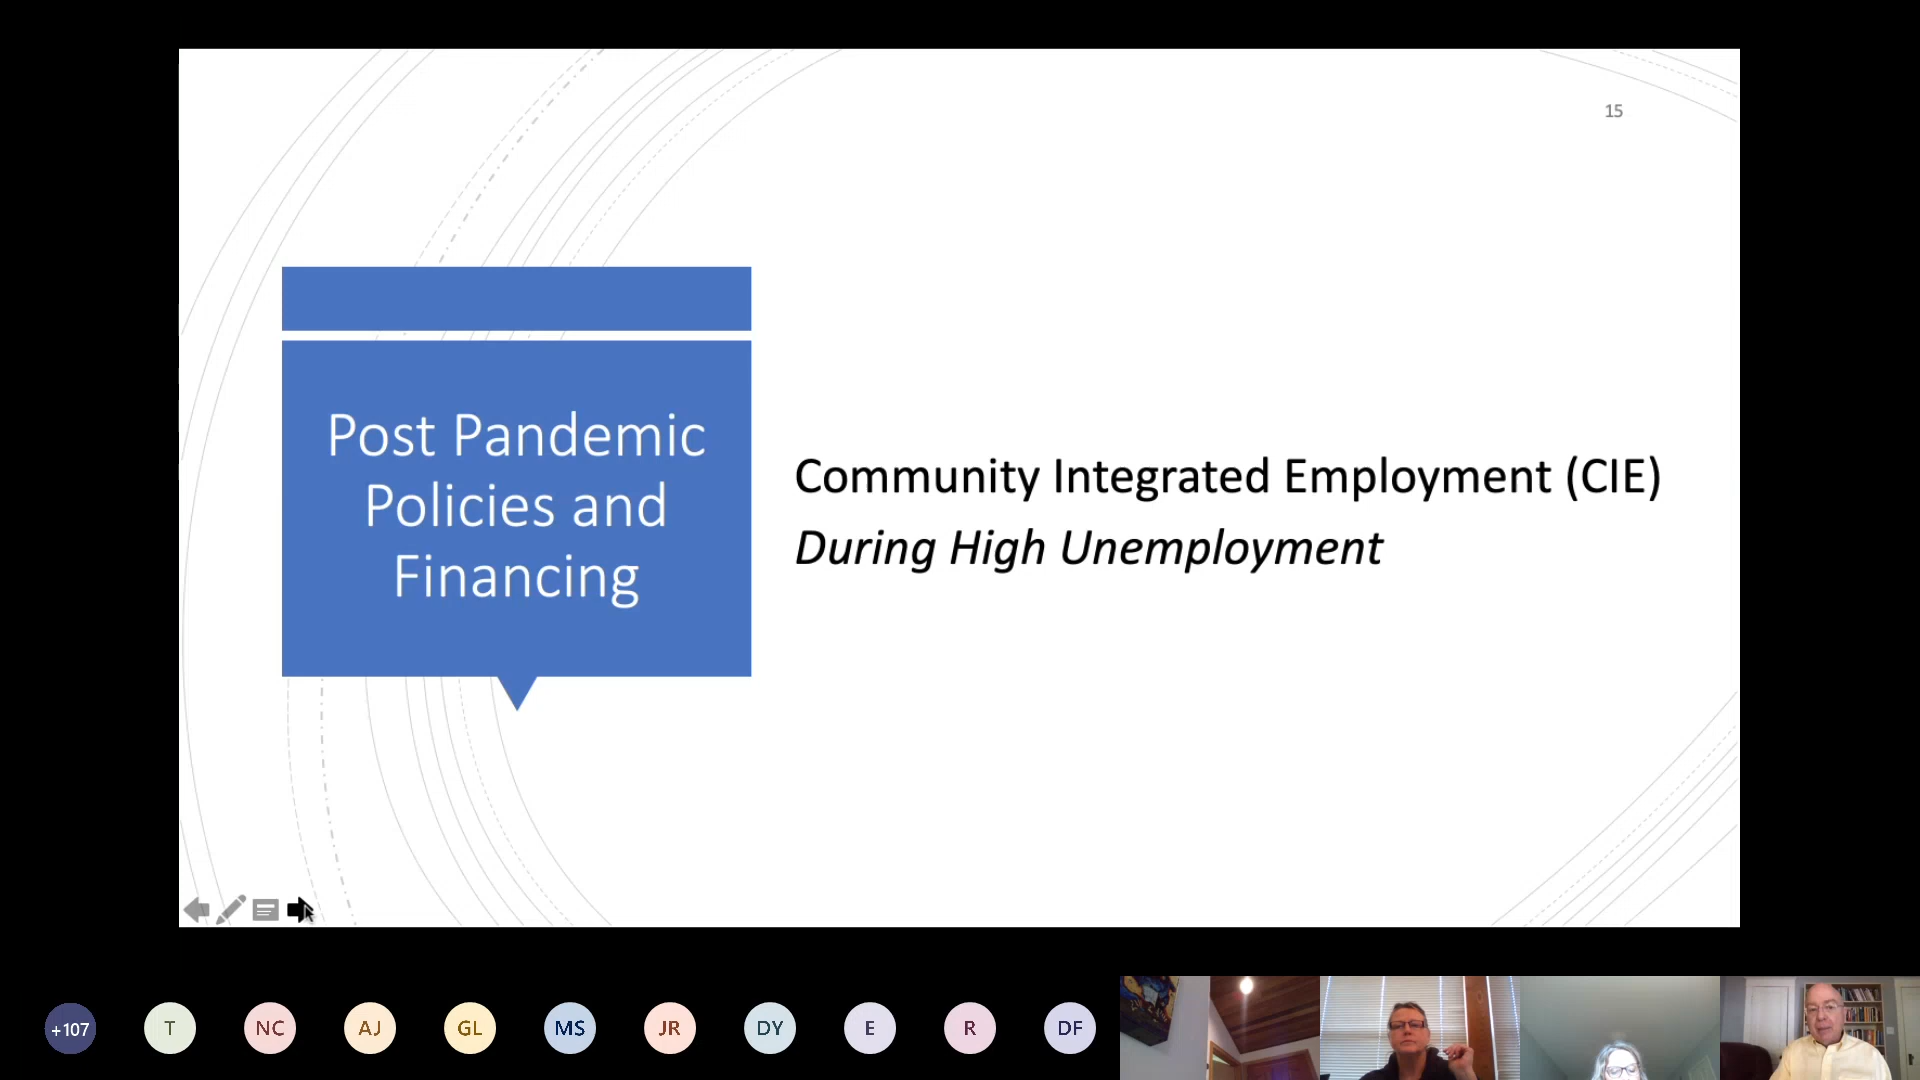 15
Post Pandemic
Policies and
Financing
Community Integrated Employment (CIE)
During High Unemployment
+107
T
NC
AJ
GL
MS
JR
DY
E
R
DF